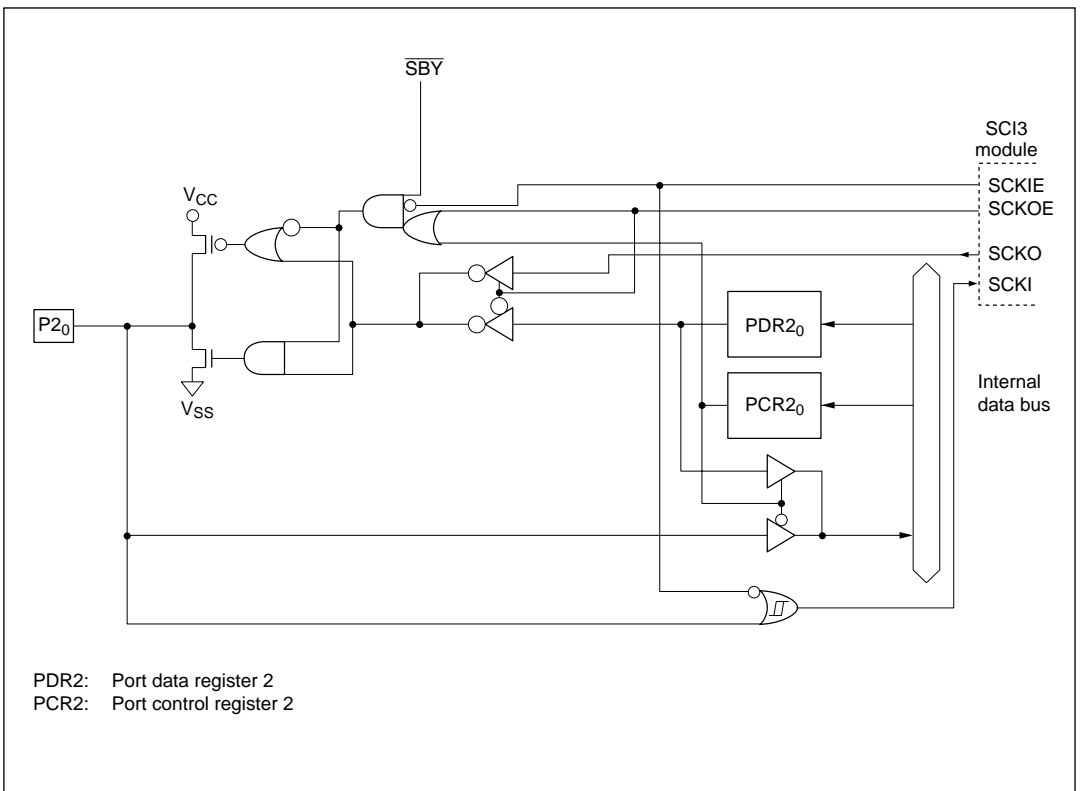 SBY
SCI3
module
VCC
SCKIE
SCKOE
SCKO
SCKI
P20
PDR20
PCR20
Internal
data bus
VSS
PDR2: Port data register 2
PCR2: Port control register 2